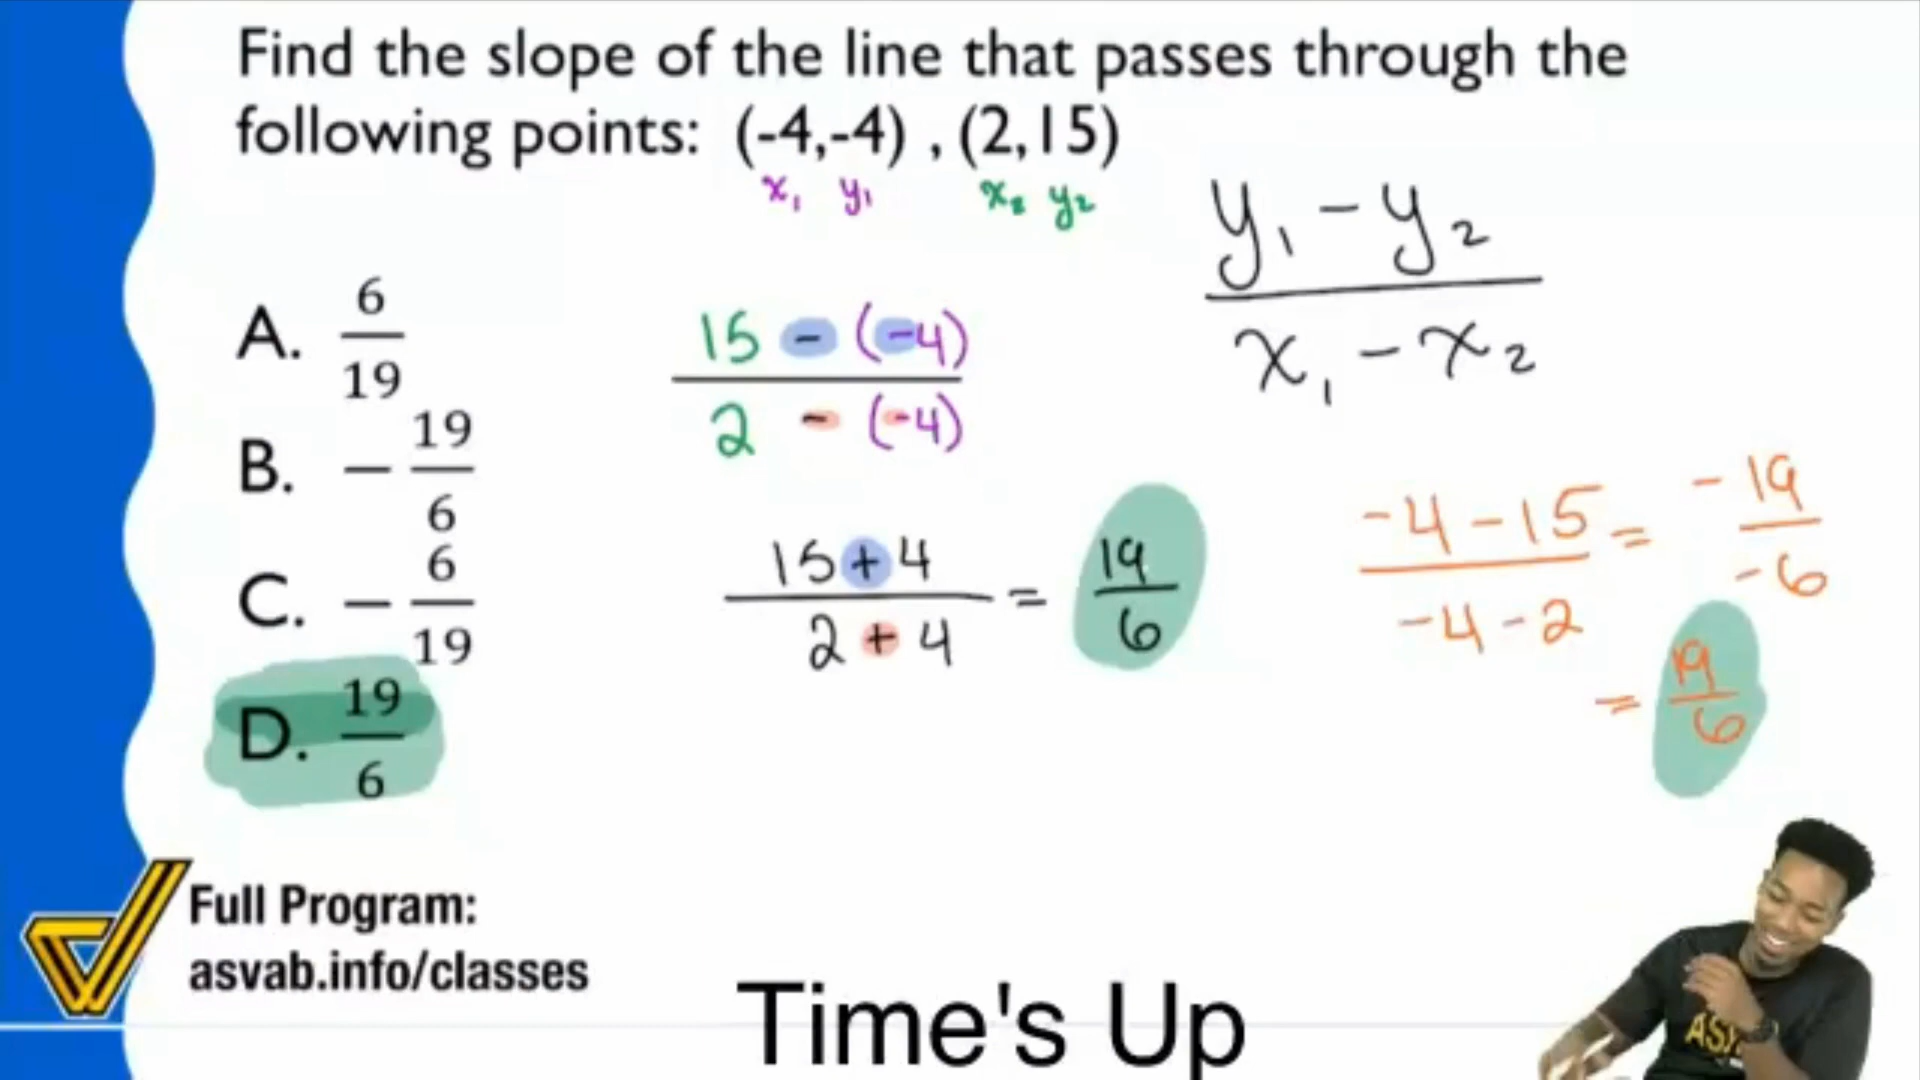 Find the slope of the line that passes through the
following points: (-4,-4) , (2,15)
x₁ y₁ x₂ y₂
y₁ - y₂
x₁ - x₂
A. 6/19
B. - 19/6
C. - 6/19
D. 19/6
15 - (-4)
2 - (-4)
15 + 4 / 2 + 4 = 19/6
-4 - 15 / -4 - 2 = -19/-6
= 19/6
Full Program:
asvab.info/classes
Time's Up